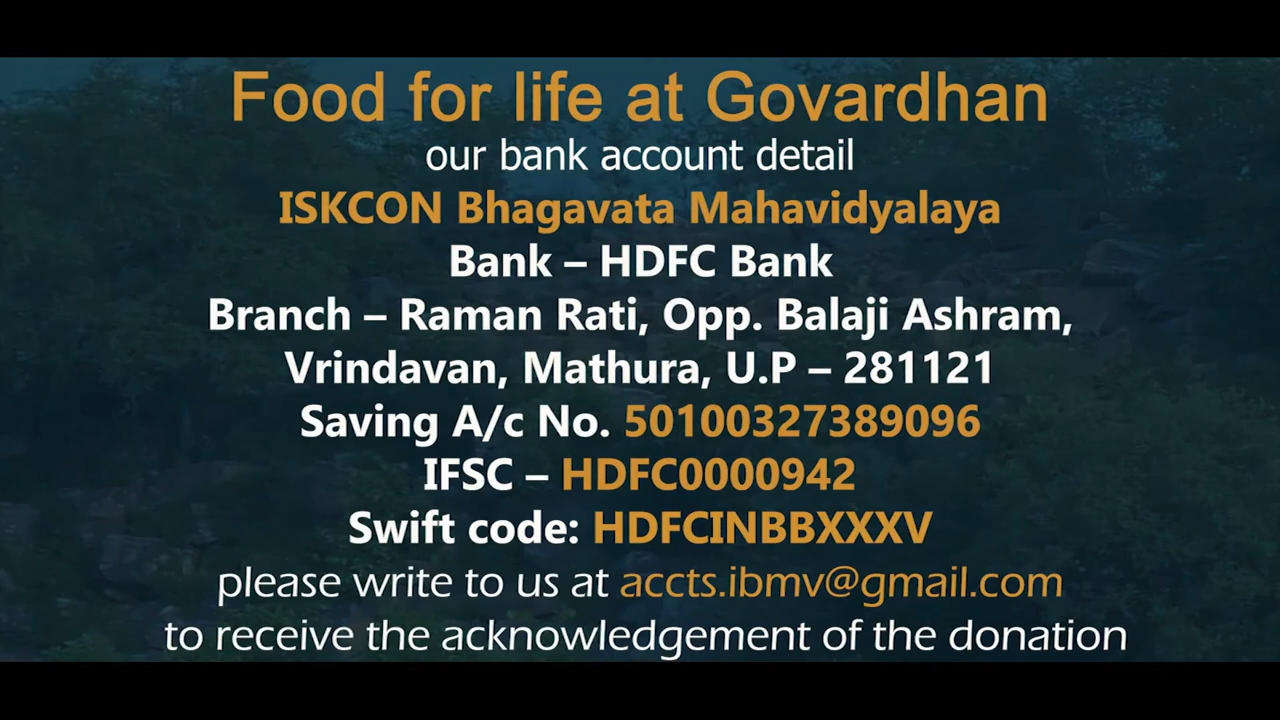 Food for life at Govardhan
our bank account detail
ISKCON Bhagavata Mahavidyalaya
Bank – HDFC Bank
Branch – Raman Rati, Opp. Balaji Ashram,
Vrindavan, Mathura, U.P – 281121
Saving A/c No. 50100327389096
IFSC – HDFC0000942
Swift code: HDFCINBBXXXV
please write to us at accts.ibmv@gmail.com
to receive the acknowledgement of the donation